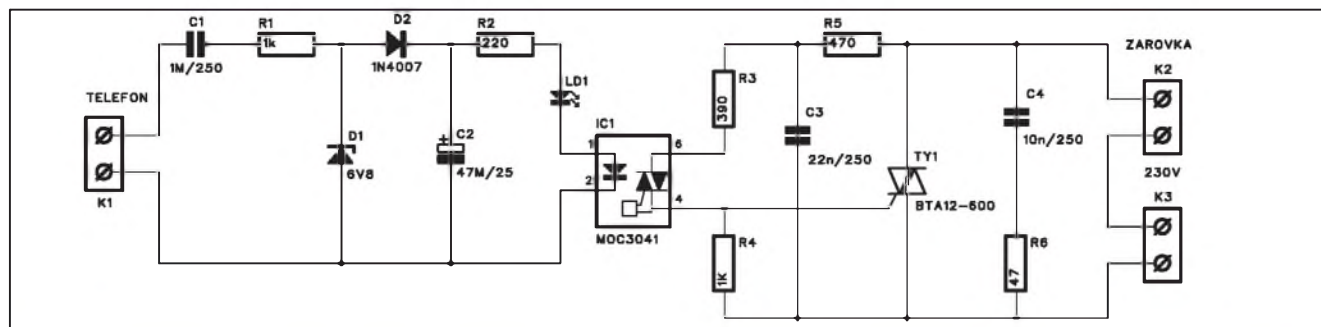 TELEFON
K1
C1
1M/250
R1
1k
D2
1N4007
R2
220
LD1
D1
6V8
C2
+
47M/25
IC1
1
2
6
4
MOC3041
R3
390
R4
1K
C3
22n/250
R5
470
TY1
BTA12-600
C4
10n/250
R6
47
ZAROVKA
K2
230V
K3